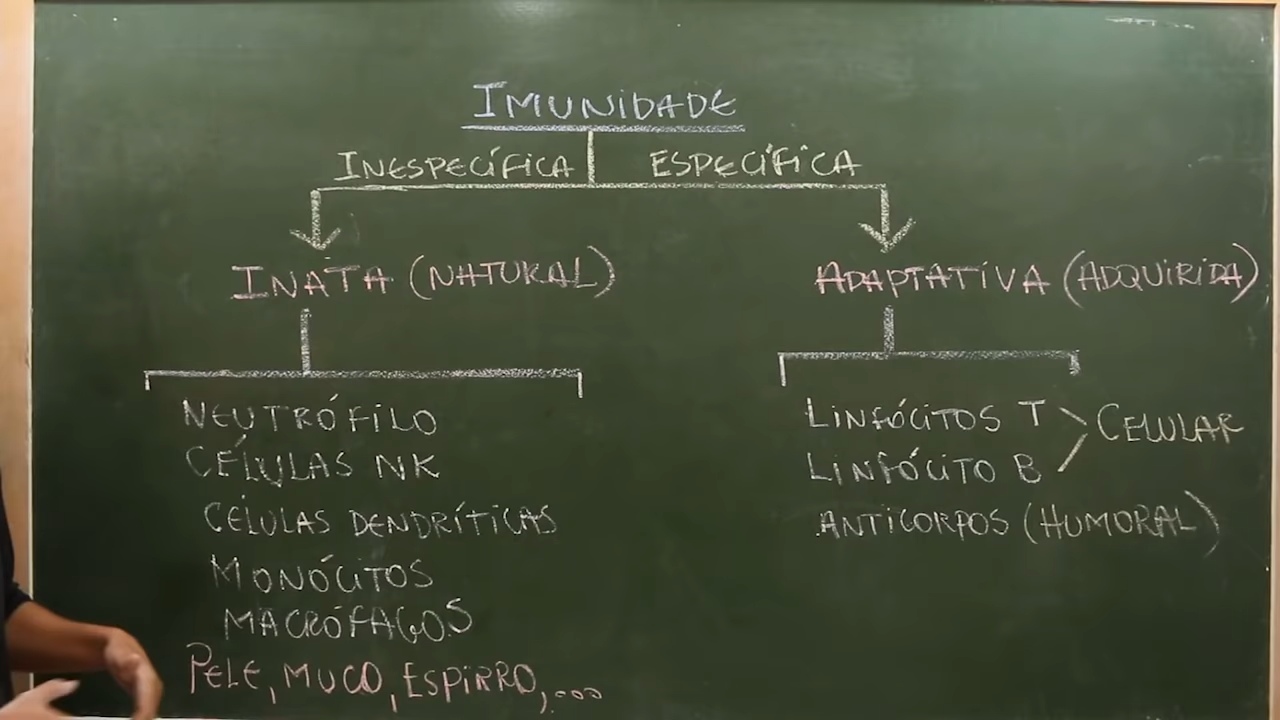 IMUNIDADE
INESPECÍFICA ESPECÍFICA
INATA (NATURAL) ADAPTATIVA (ADQUIRIDA)
NEUTRÓFILO
CÉLULAS NK
CÉLULAS DENDRÍTICAS
MONÓCITOS
MACRÓFAGOS
PELE, MUCO, ESPIRRO,...
LINFÓCITOS T
LINFÓCITO B
CELULAR
ANTICORPOS (HUMORAL)